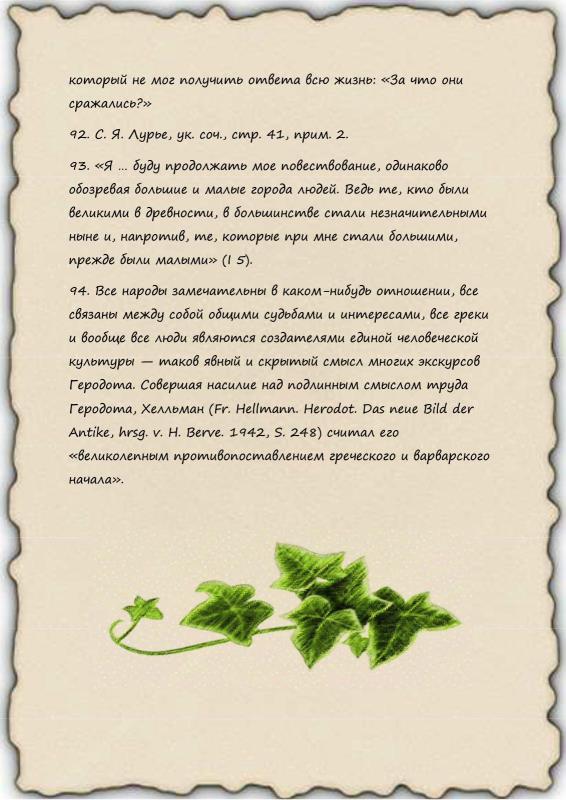 который не мог получить ответа всю жизнь: «За что они
сражались?»
92. С. Я. Лурье, ук. соч., стр. 41, прим. 2.
93. «Я ... буду продолжать мое повествование, одинаково
обозревая большие и малые города людей. Ведь те, кто были
великими в древности, в большинстве стали незначительными
ныне и, напротив, те, которые при мне стали большими,
прежде были малыми» (I 5).
94. Все народы замечательны в каком-нибудь отношении, все
связаны между собой общими судьбами и интересами, все греки
и вообще все люди являются создателями единой человеческой
культуры — таков явный и скрытый смысл многих экскурсов
Геродота. Совершая насилие над подлинным смыслом труда
Геродота, Хелльман (Fr. Hellmann. Herodot. Das neue Bild der
Antike, hrsg. v. H. Berve. 1942, S. 248) считал его
«великолепным противопоставлением греческого и варварского
начала».